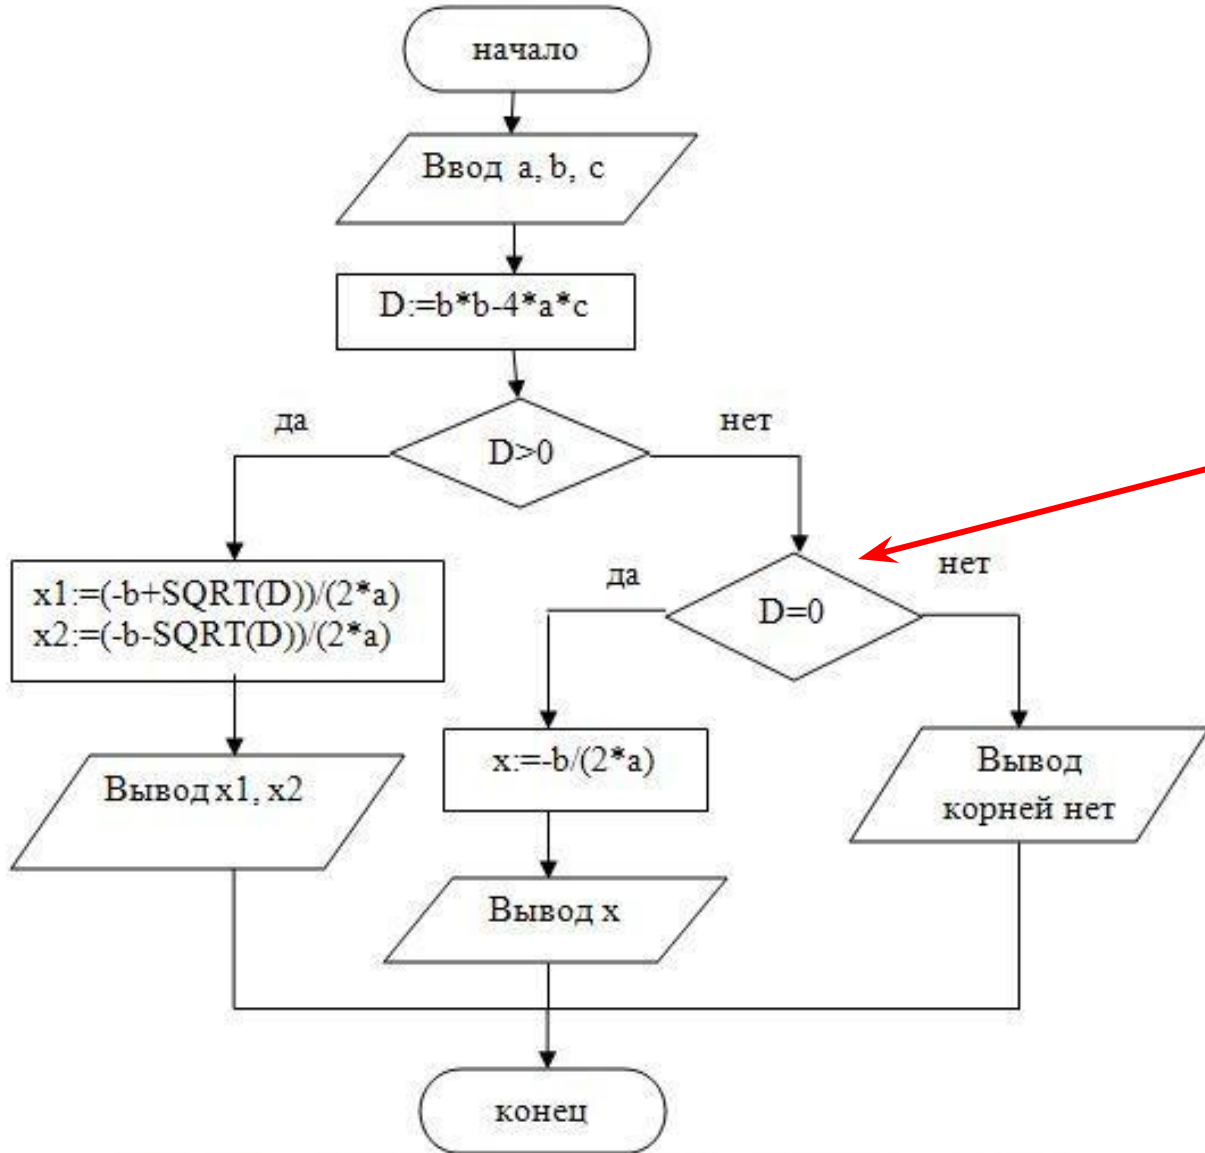 начало
Ввод a, b, c
D:=b*b-4*a*c
да
нет
D>0
x1:=(-b+SQRT(D))/(2*a)
x2:=(-b-SQRT(D))/(2*a)
да
нет
D=0
Вывод x1, x2
x:=-b/(2*a)
Вывод
корней нет
Вывод x
конец